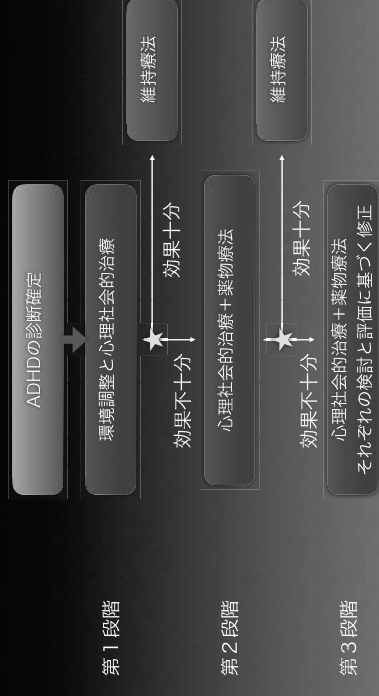 ADHDの診断確定
第1段階
環境調整と心理社会的治療
効果不十分
効果十分
維持療法
第2段階
心理社会的治療＋薬物療法
効果不十分
効果十分
維持療法
第3段階
心理社会的治療＋薬物療法
それぞれの検討と評価に基づく修正